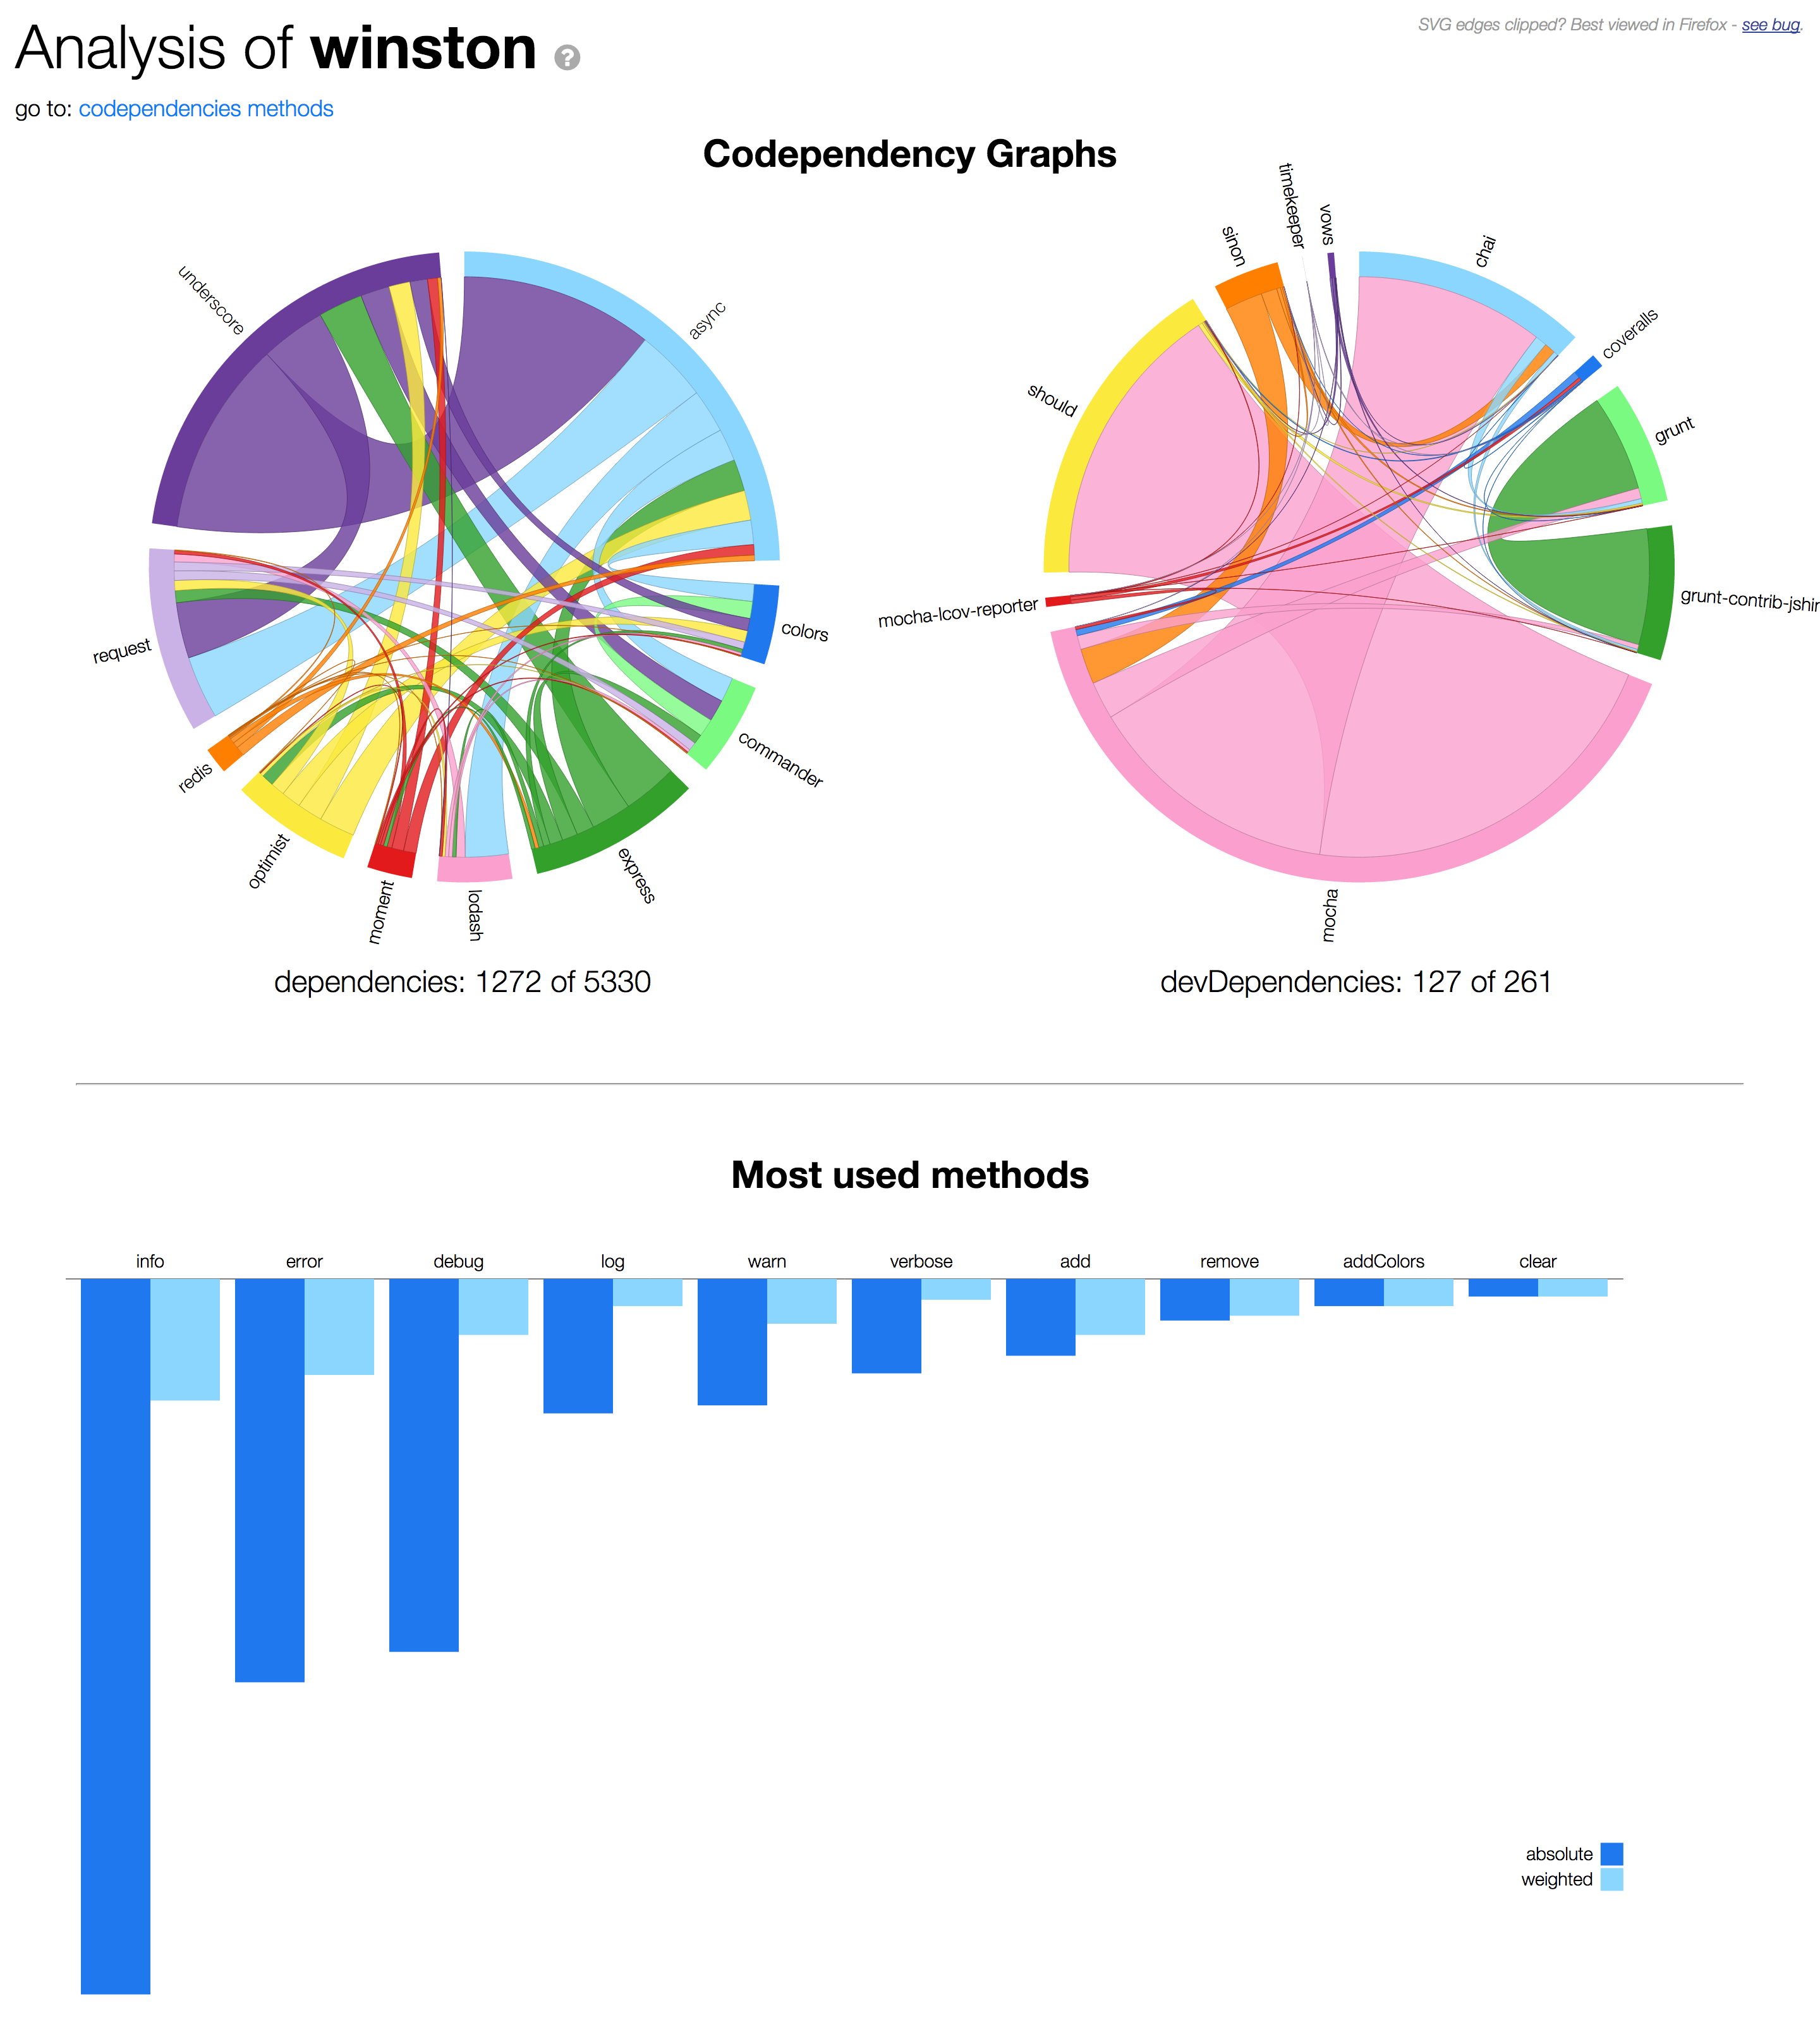 Analysis of winston ?
SVG edges clipped? Best viewed in Firefox - see bug.
go to: codependencies methods
Codependency Graphs
underscore
async
colors
commander
express
lodash
moment
optimist
redis
request
dependencies: 1272 of 5330
timekeeper
vows
sinon
chai
coveralls
grunt
grunt-contrib-jshin
mocha
mocha-lcov-reporter
should
devDependencies: 127 of 261
Most used methods
info error debug log warn verbose add remove addColors clear
absolute
weighted